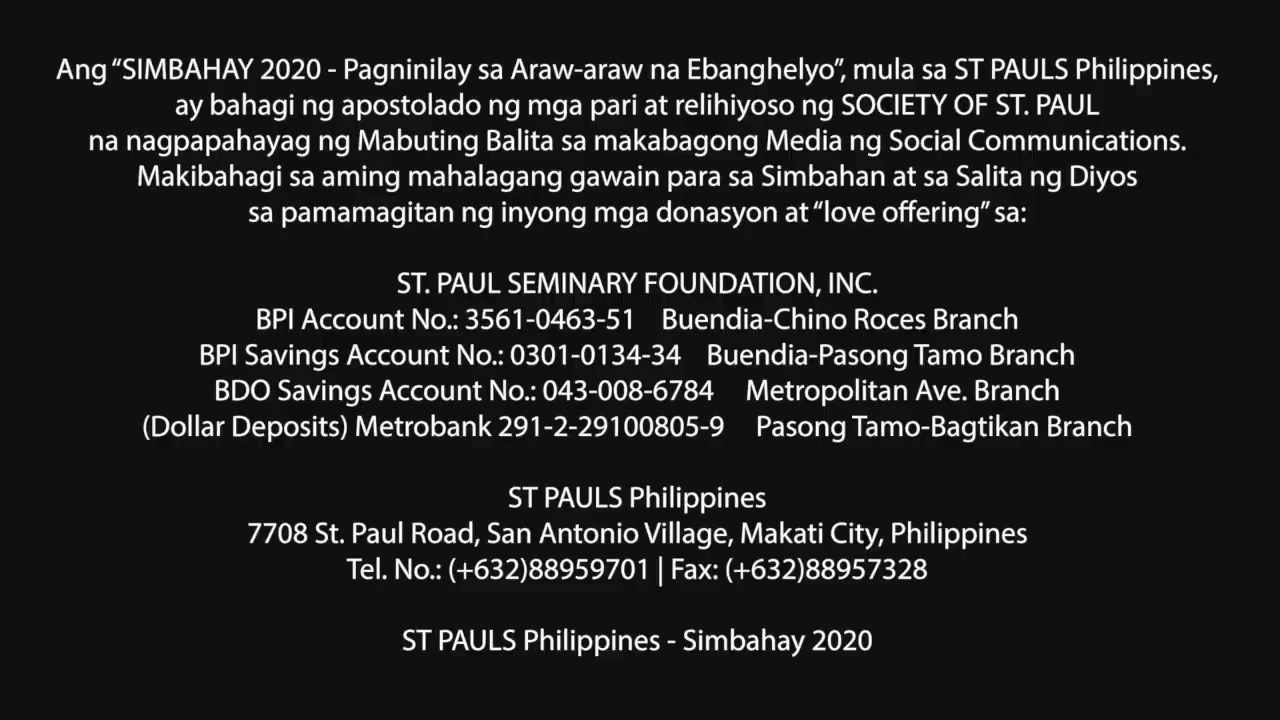 Ang “SIMBAHAY 2020 - Pagninilay sa Araw-araw na Ebanghelyo”, mula sa ST PAULS Philippines,
ay bahagi ng apostolado ng mga pari at relihiyoso ng SOCIETY OF ST. PAUL
na nagpapahayag ng Mabuting Balita sa makabagong Media ng Social Communications.
Makibahagi sa aming mahalagang gawain para sa Simbahan at sa Salita ng Diyos
sa pamamagitan ng inyong mga donasyon at “love offering” sa:
ST. PAUL SEMINARY FOUNDATION, INC.
BPI Account No.: 3561-0463-51 Buendia-Chino Roces Branch
BPI Savings Account No.: 0301-0134-34 Buendia-Pasong Tamo Branch
BDO Savings Account No.: 043-008-6784 Metropolitan Ave. Branch
(Dollar Deposits) Metrobank 291-2-29100805-9 Pasong Tamo-Bagtikan Branch
ST PAULS Philippines
7708 St. Paul Road, San Antonio Village, Makati City, Philippines
Tel. No.: (+632)88959701 | Fax: (+632)88957328
ST PAULS Philippines - Simbahay 2020